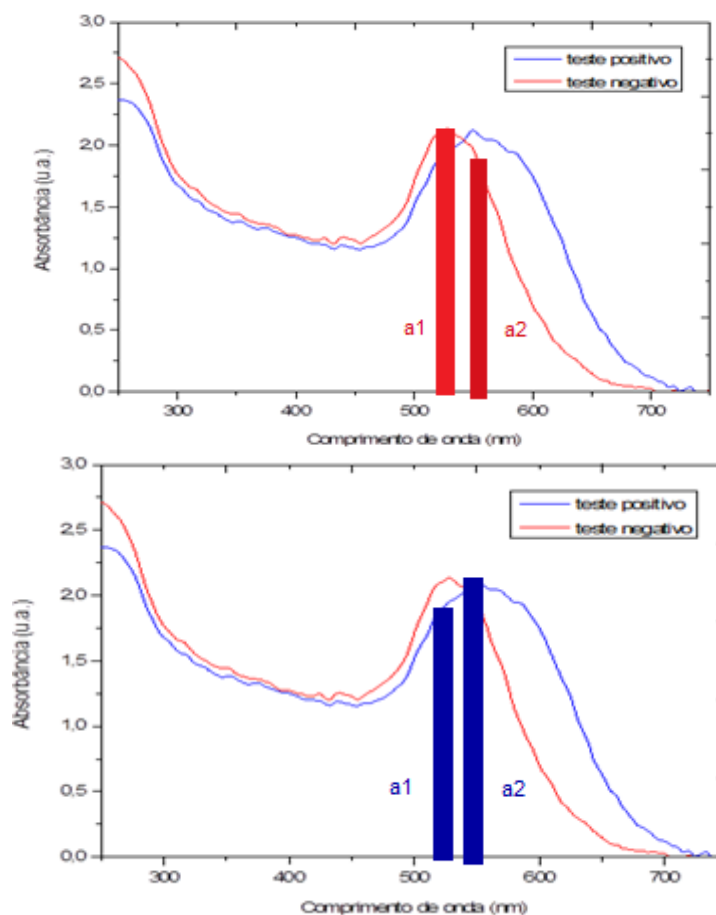 3,0
2,5
2,0
1,5
1,0
0,5
0,0
Absorbância (u.a.)
teste positivo
teste negativo
a1
a2
300
400
500
600
700
Comprimento de onda (nm)
3,0
2,5
2,0
1,5
1,0
0,5
0,0
Absorbância (u.a.)
teste positivo
teste negativo
a1
a2
300
400
500
600
700
Comprimento de onda (nm)